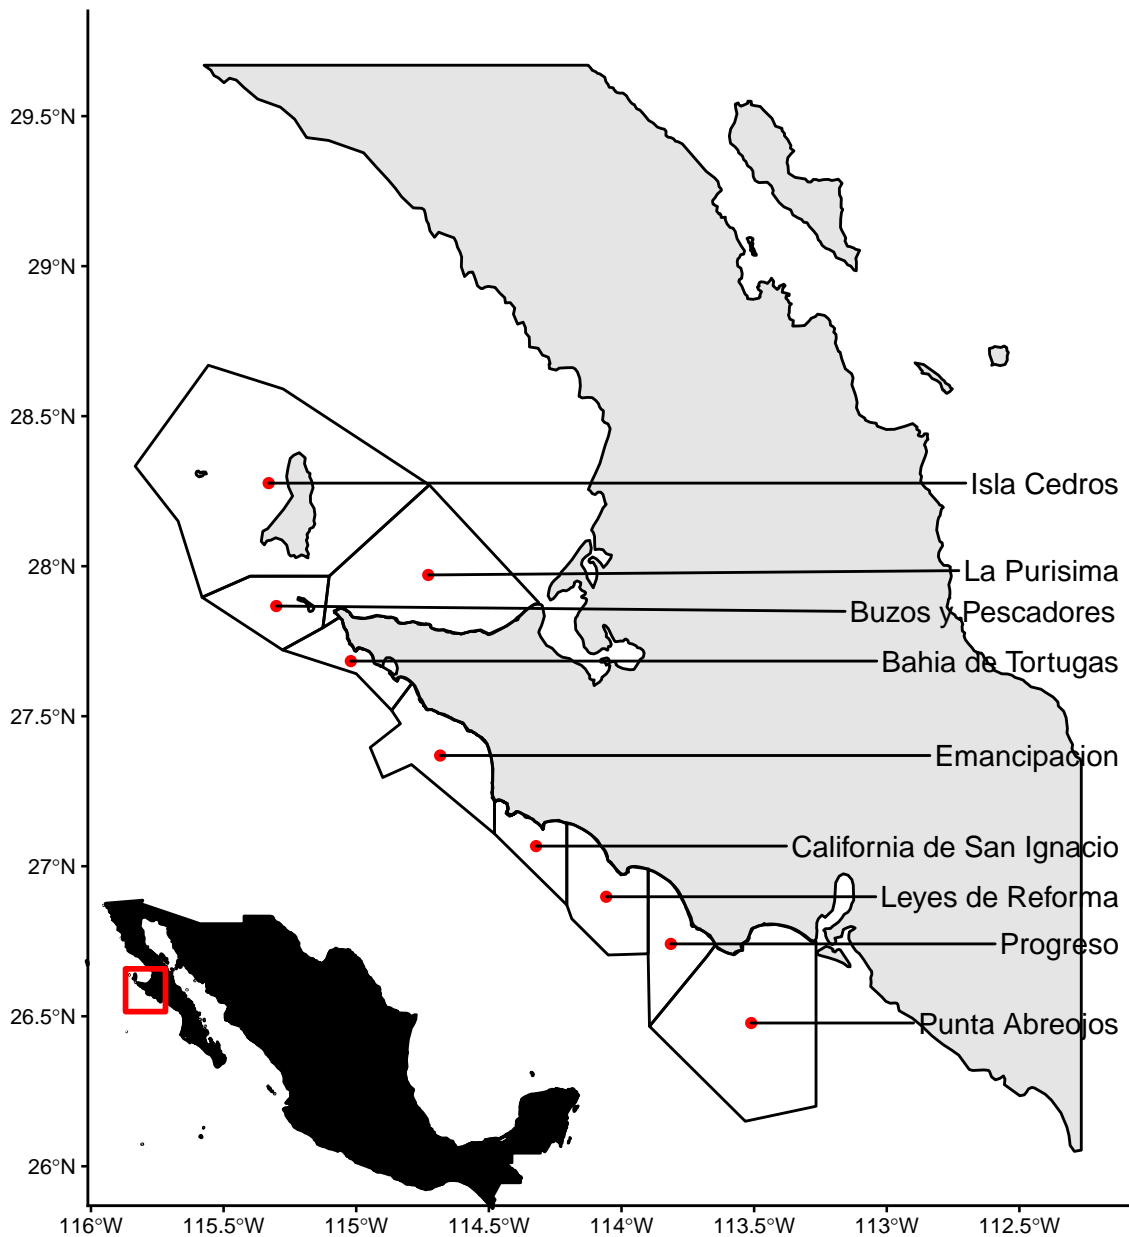 29.5°N
29°N
28.5°N
28°N
27.5°N
27°N
26.5°N
26°N
Isla Cedros
La Purisima
Buzos y Pescadores
Bahia de Tortugas
Emancipacion
California de San Ignacio
Leyes de Reforma
Progreso
Punta Abreojos
116°W 115.5°W 115°W 114.5°W 114°W 113.5°W 113°W 112.5°W